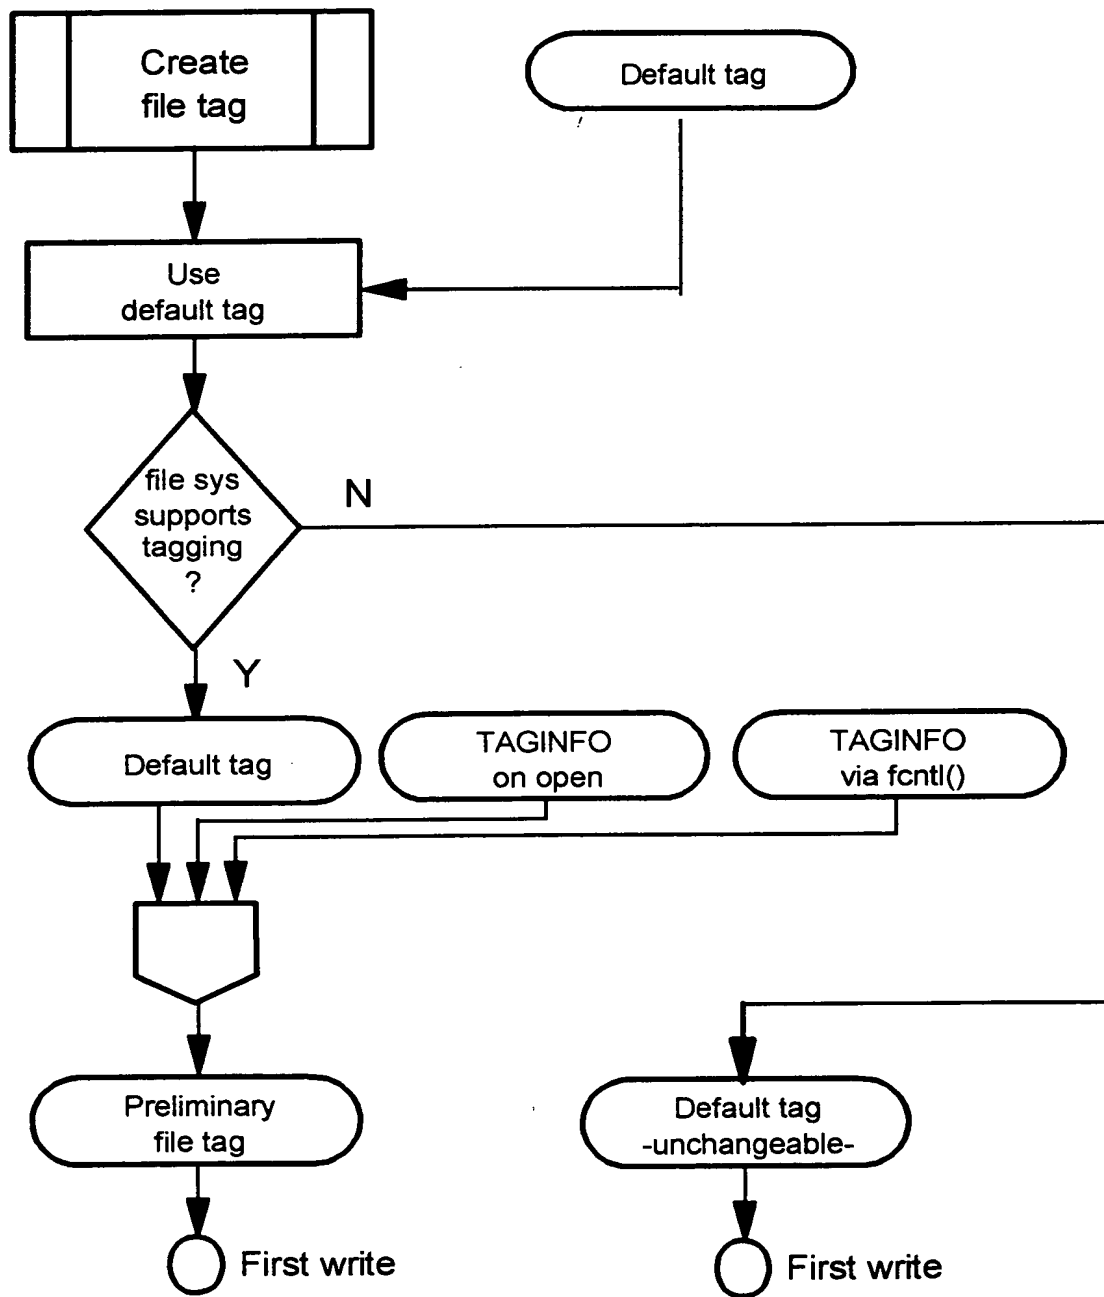 Create
file tag
Default tag
Use
default tag
file sys
supports
tagging
?
N
Y
Default tag
TAGINFO
on open
TAGINFO
via fcntl()
Preliminary
file tag
Default tag
-unchangeable-
First write
First write